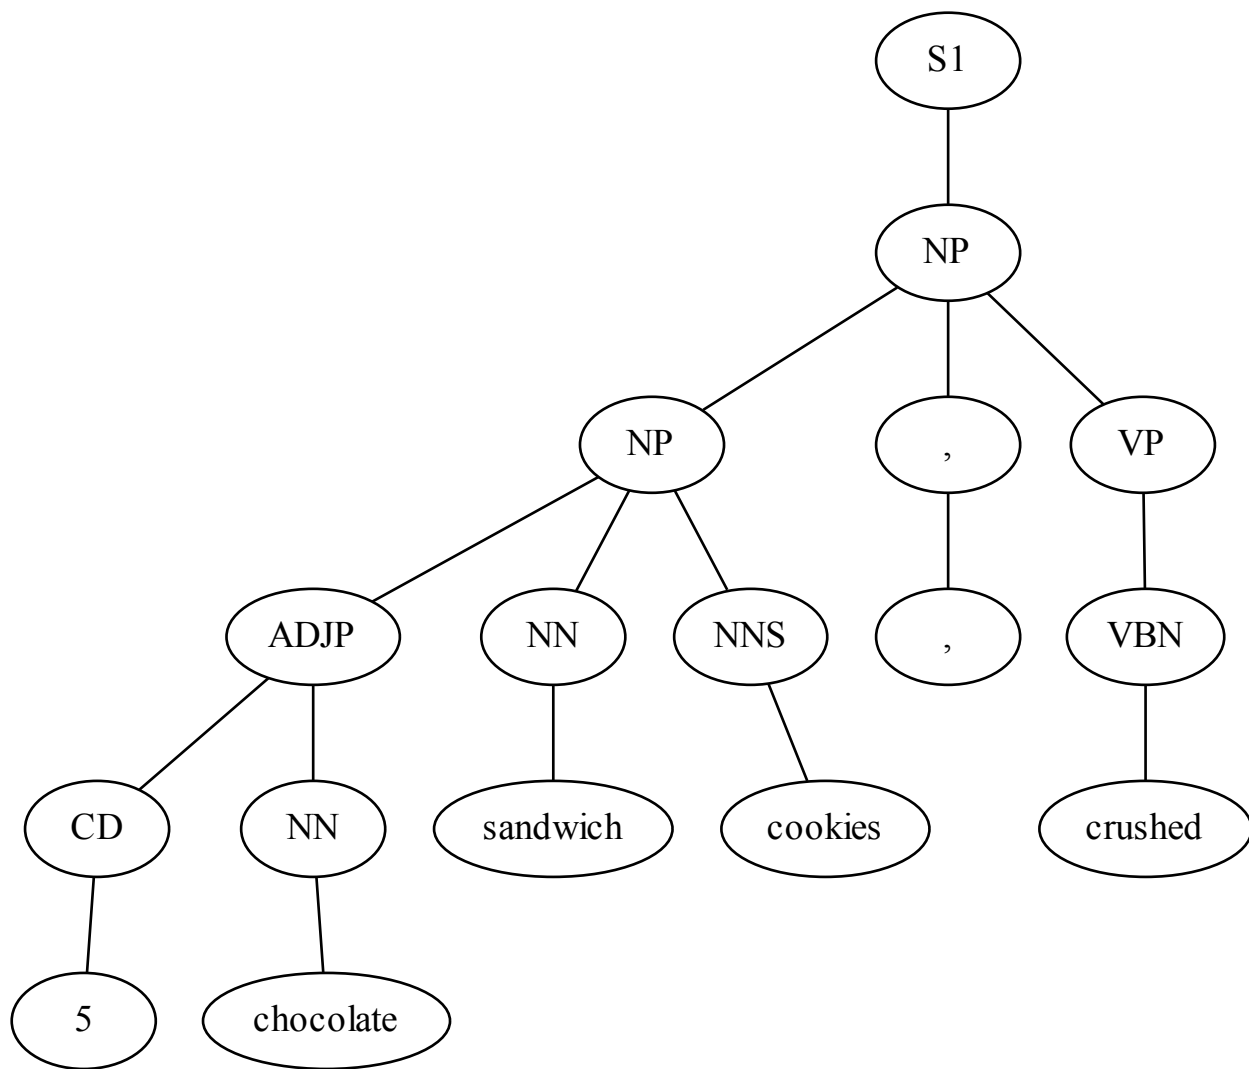 S1
NP
NP , VP
ADJP NN NNS , VBN
CD NN sandwich cookies crushed
5 chocolate